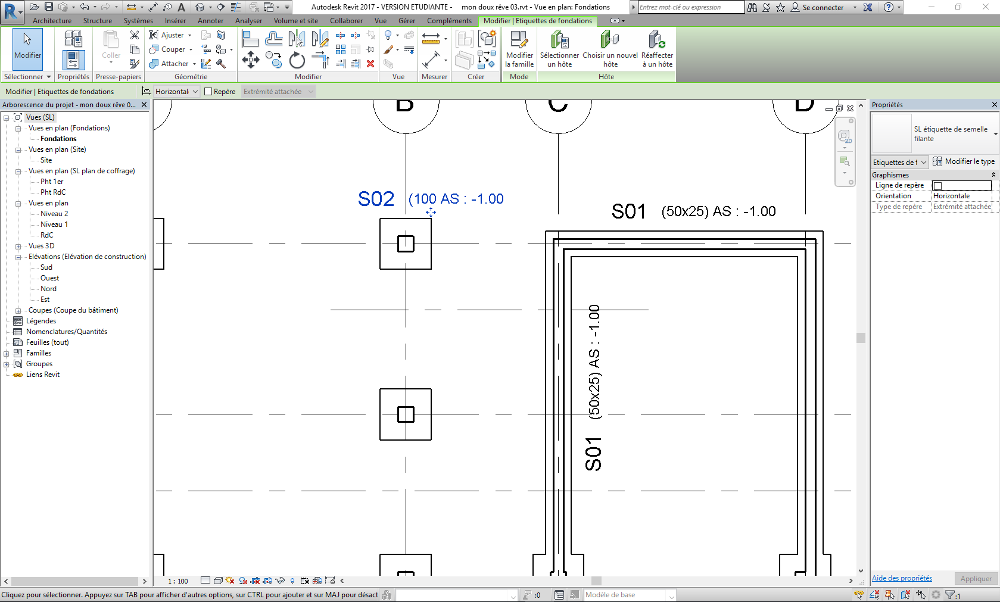 Autodesk Revit 2017 - VERSION ETUDIANTE - mon doux rêve 03.rvt - Vue en plan: Fondations
Entrez mot-clé ou expression
Se connecter
Architecture Structure Systèmes Insérer Annoter Analyser Volume et site Collaborer Vue Gérer Compléments Modifier | Etiquettes de fondations
Modifier
Coller
Ajuster
Couper
Attacher
Modifier la famille
Sélectionner un hôte
Choisir un nouvel hôte
Réaffecter à un hôte
Sélectionner Propriétés Presse-papiers Géométrie Modifier Vue Mesurer Créer Mode Hôte
Modifier | Etiquettes de fondations Horizontal Repère Extrémité attachée
Arborescence du projet - mon doux rêve 0...
Vues (SL)
Vues en plan (Fondations)
Fondations
Vues en plan (Site)
Site
Vues en plan (SL plan de coffrage)
Pht 1er
Pht RdC
Vues en plan
Niveau 2
Niveau 1
RdC
Vues 3D
Elévations (Elévation de construction)
Sud
Ouest
Nord
Est
Coupes (Coupe du bâtiment)
Légendes
Nomenclatures/Quantités
Feuilles (tout)
Familles
Groupes
Liens Revit
B C D
2D
S02 (100 AS : -1.00
S01 (50x25) AS : -1.00
S01 (50x25) AS : -1.00
Propriétés
SL étiquette de semelle filante
Etiquettes de f Modifier le type
Graphismes
Ligne de repère
Orientation Horizontale
Type de repère Extrémité attachée
Aide des propriétés Appliquer
1 : 100
Cliquez pour sélectionner. Appuyez sur TAB pour afficher d'autres options, sur CTRL pour ajouter et sur MAJ pour désact
:0
Modèle de base
:1